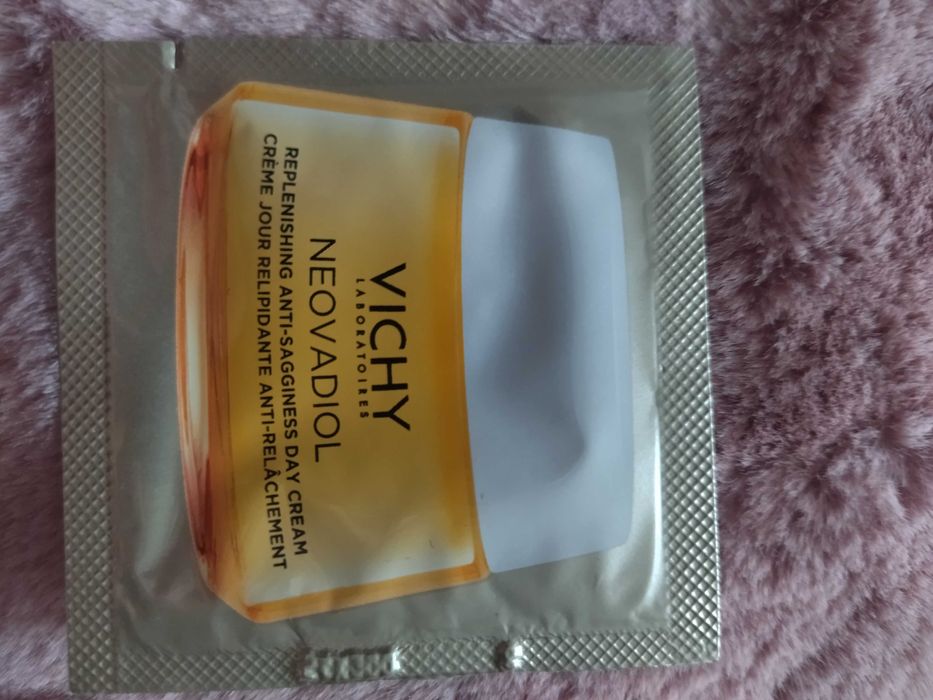 VICHY
LABORATOIRES
NEOVADIOL
REPLENISHING ANTI-SAGGINESS DAY CREAM
CRÈME JOUR RELIPIDANTE ANTI-RELÂCHEMENT